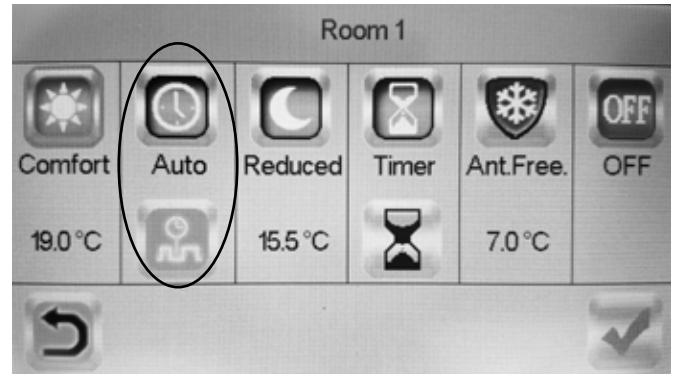 Room 1
OFF
Comfort Auto Reduced Timer Ant.Free. OFF
19.0 °C 15.5 °C 7.0 °C